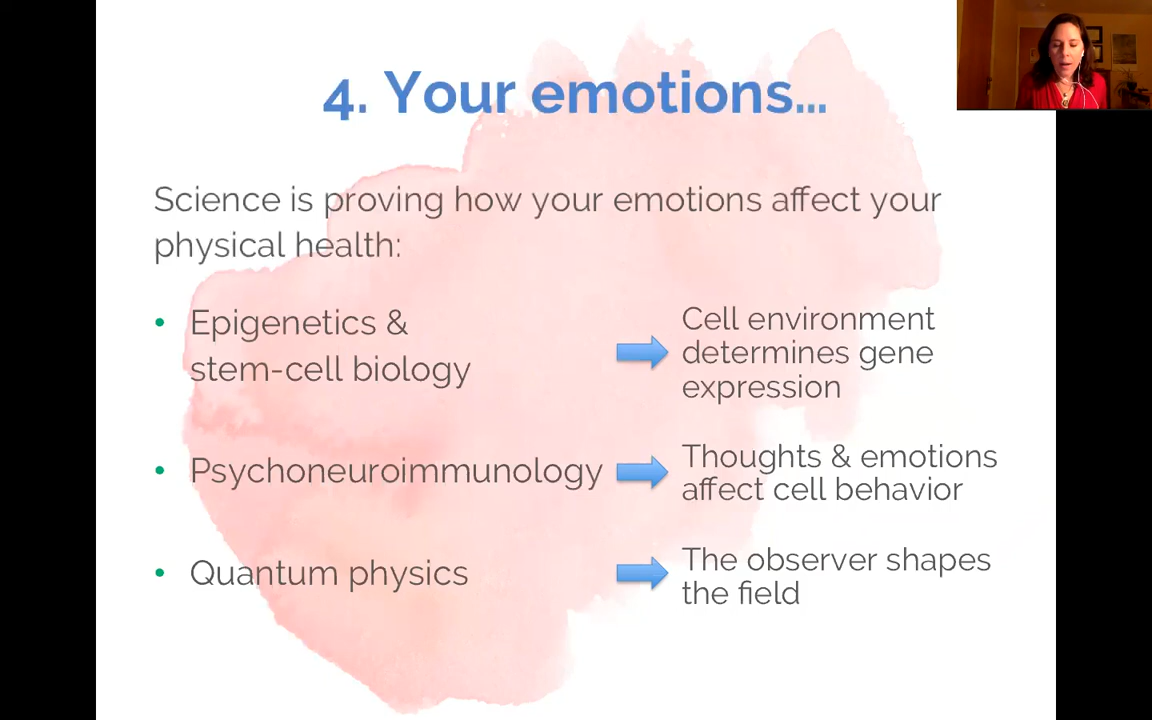 4. Your emotions...
Science is proving how your emotions affect your
physical health:
• Epigenetics &
stem-cell biology
Cell environment
determines gene
expression
• Psychoneuroimmunology
Thoughts & emotions
affect cell behavior
• Quantum physics
The observer shapes
the field